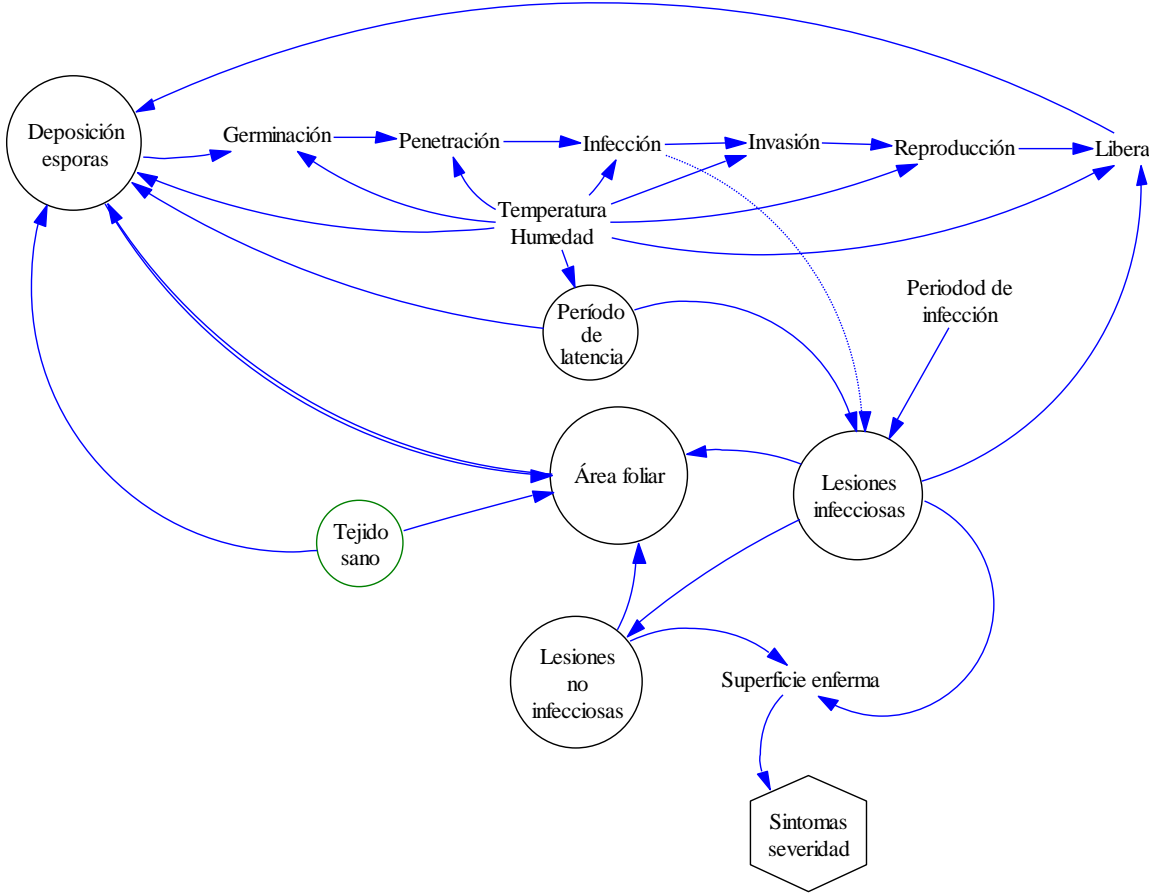 Deposición
esporas
Germinación
Penetración
Infección
Invasión
Reproducción
Libera
Temperatura
Humedad
Período
de
latencia
Periodod de
infección
Área foliar
Lesiones
infecciosas
Tejido
sano
Lesiones
no
infecciosas
Superficie enferma
Sintomas
severidad